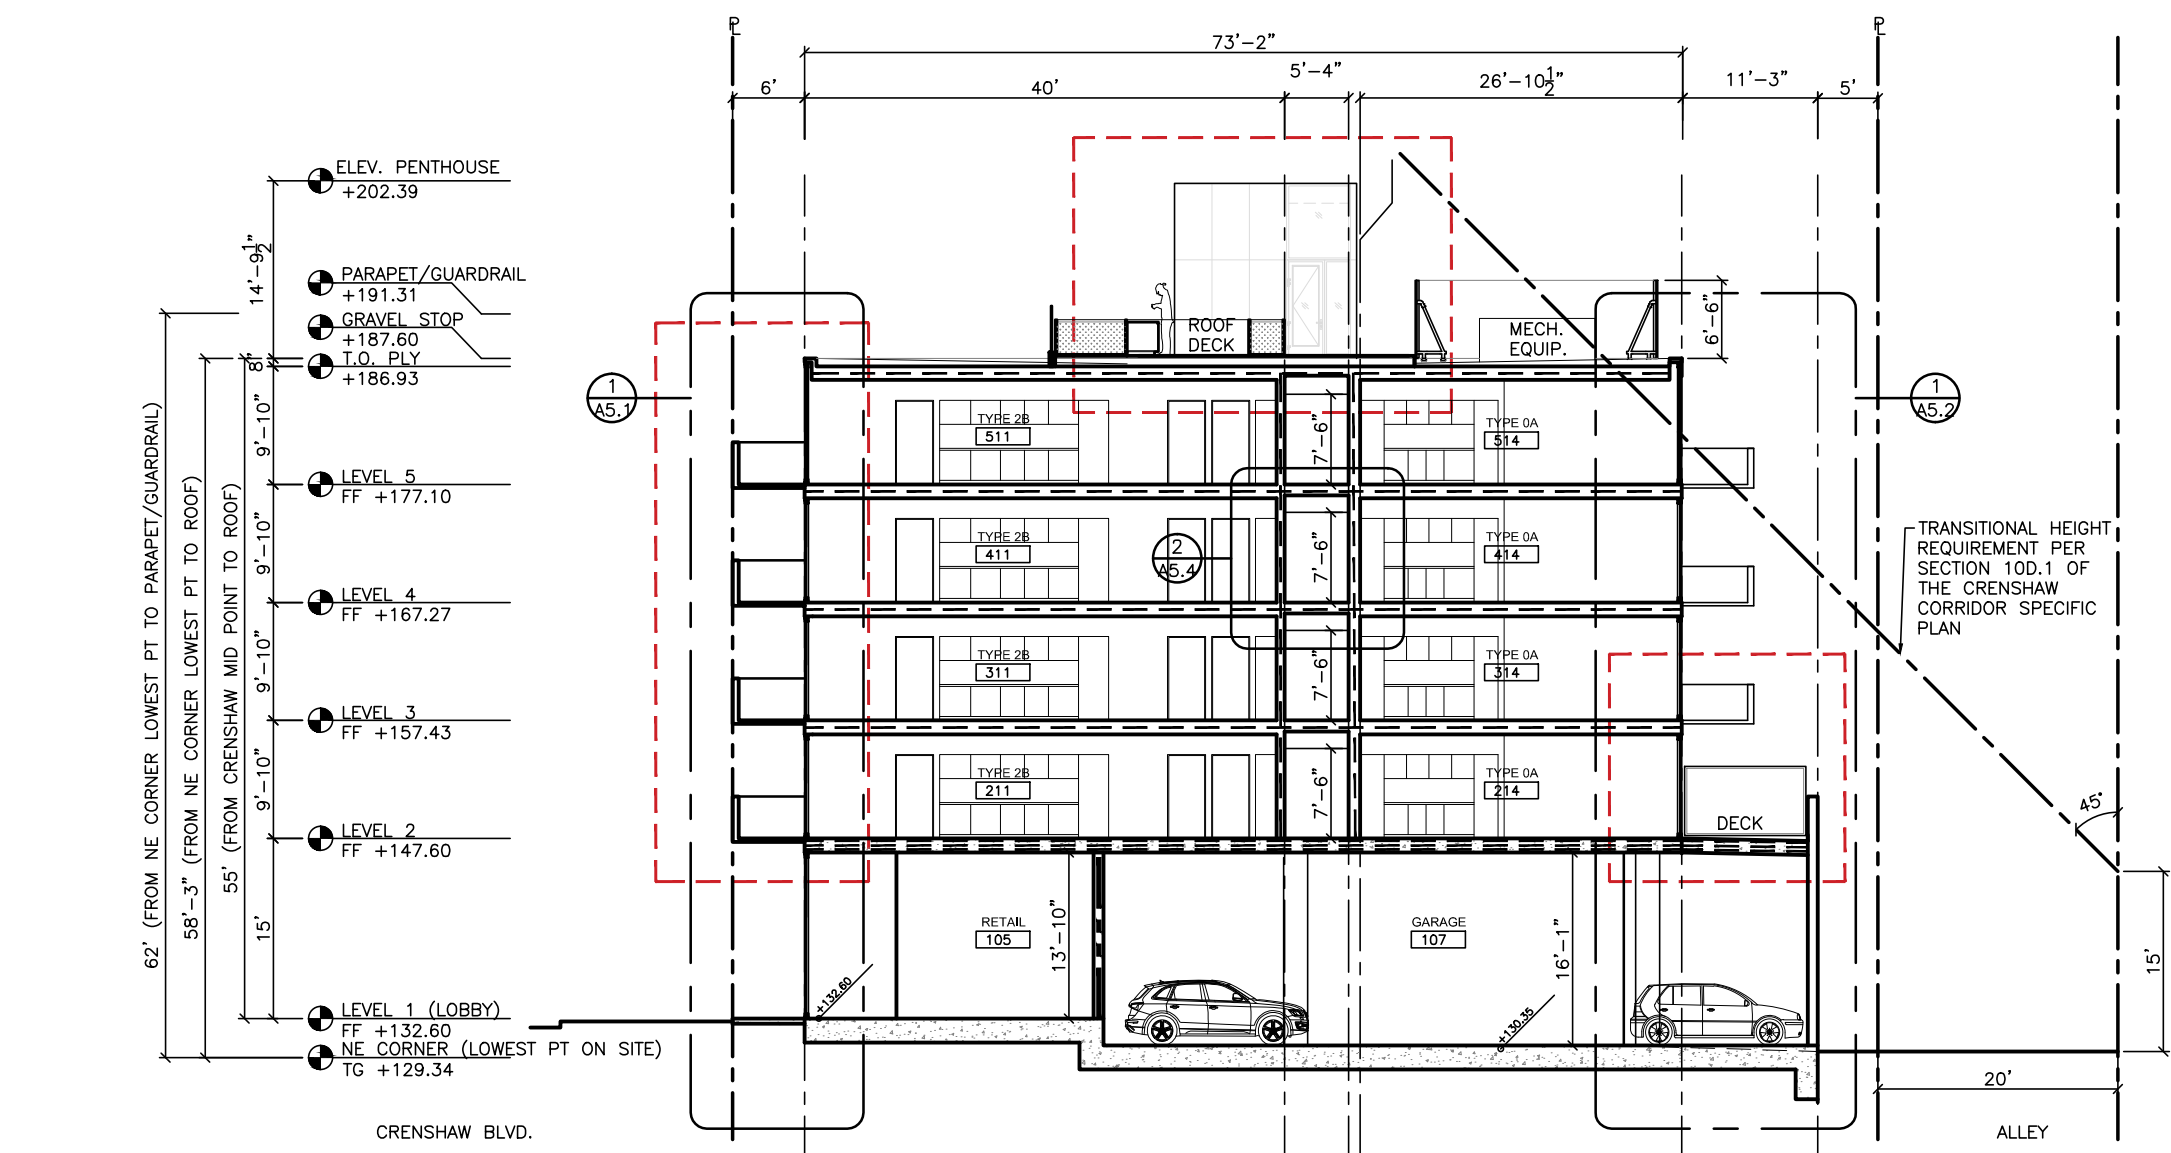 P
L
P
L
73'-2"
5'-4"
6'
40'
26'-10 1/2"
11'-3"
5'
ELEV. PENTHOUSE
+202.39
14'-9 1/2"
PARAPET/GUARDRAIL
+191.31
GRAVEL STOP
+187.60
T.O. PLY
+186.93
8"
ROOF
DECK
MECH.
EQUIP.
6'-6"
1
A5.1
1
A5.2
9'-10"
TYPE 2B
511
7'-6"
TYPE 0A
514
LEVEL 5
FF +177.10
9'-10"
TYPE 2B
411
2
A5.4
7'-6"
TYPE 0A
414
TRANSITIONAL HEIGHT
REQUIREMENT PER
SECTION 10D.1 OF
THE CRENSHAW
CORRIDOR SPECIFIC
PLAN
LEVEL 4
FF +167.27
9'-10"
TYPE 2B
311
7'-6"
TYPE 0A
314
LEVEL 3
FF +157.43
9'-10"
TYPE 2B
211
7'-6"
TYPE 0A
214
DECK
45°
LEVEL 2
FF +147.60
62' (FROM NE CORNER LOWEST PT TO PARAPET/GUARDRAIL)
58'-3" (FROM NE CORNER LOWEST PT TO ROOF)
55' (FROM CRENSHAW MID POINT TO ROOF)
15'
RETAIL
105
13'-10"
GARAGE
107
16'-1"
15'
+132.60
+130.35
LEVEL 1 (LOBBY)
FF +132.60
NE CORNER (LOWEST PT ON SITE)
TG +129.34
20'
CRENSHAW BLVD.
ALLEY